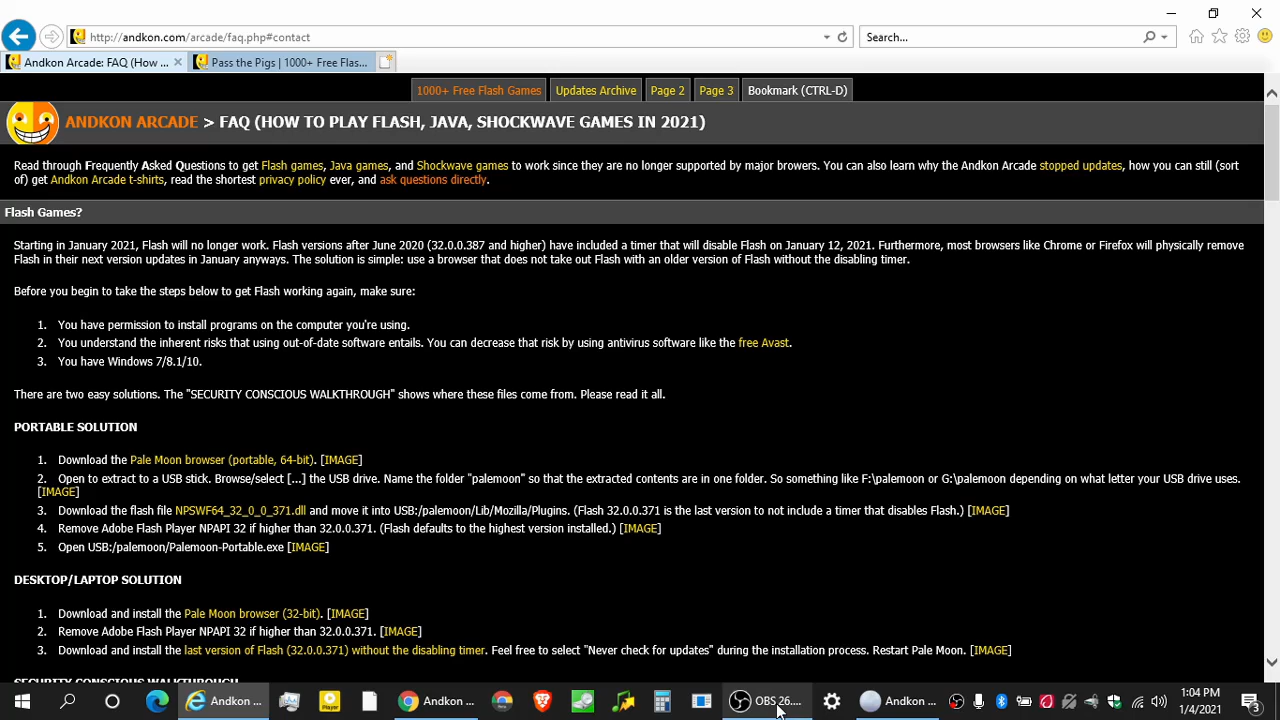 http://andkon.com/arcade/faq.php#contact
Search...
Andkon Arcade: FAQ (How ...
Pass the Pigs | 1000+ Free Flas...
1000+ Free Flash Games
Updates Archive
Page 2
Page 3
Bookmark (CTRL-D)
ANDKON ARCADE > FAQ (HOW TO PLAY FLASH, JAVA, SHOCKWAVE GAMES IN 2021)
Read through Frequently Asked Questions to get Flash games, Java games, and Shockwave games to work since they are no longer supported by major browsers. You can also learn why the Andkon Arcade stopped updates, how you can still (sort
of) get Andkon Arcade t-shirts, read the shortest privacy policy ever, and ask questions directly.
Flash Games?
Starting in January 2021, Flash will no longer work. Flash versions after June 2020 (32.0.0.387 and higher) have included a timer that will disable Flash on January 12, 2021. Furthermore, most browsers like Chrome or Firefox will physically remove
Flash in their next version updates in January anyways. The solution is simple: use a browser that does not take out Flash with an older version of Flash without the disabling timer.
Before you begin to take the steps below to get Flash working again, make sure:
1. You have permission to install programs on the computer you're using.
2. You understand the inherent risks that using out-of-date software entails. You can decrease that risk by using antivirus software like the free Avast.
3. You have Windows 7/8.1/10.
There are two easy solutions. The "SECURITY CONSCIOUS WALKTHROUGH" shows where these files come from. Please read it all.
PORTABLE SOLUTION
1. Download the Pale Moon browser (portable, 64-bit). [IMAGE]
2. Open to extract to a USB stick. Browse/select [...] the USB drive. Name the folder "palemoon" so that the extracted contents are in one folder. So something like F:\palemoon or G:\palemoon depending on what letter your USB drive uses.
[IMAGE]
3. Download the flash file NPSWF64_32_0_0_371.dll and move it into USB:/palemoon/Lib/Mozilla/Plugins. (Flash 32.0.0.371 is the last version to not include a timer that disables Flash.) [IMAGE]
4. Remove Adobe Flash Player NPAPI 32 if higher than 32.0.0.371. (Flash defaults to the highest version installed.) [IMAGE]
5. Open USB:/palemoon/Palemoon-Portable.exe [IMAGE]
DESKTOP/LAPTOP SOLUTION
1. Download and install the Pale Moon browser (32-bit). [IMAGE]
2. Remove Adobe Flash Player NPAPI 32 if higher than 32.0.0.371. [IMAGE]
3. Download and install the last version of Flash (32.0.0.371) without the disabling timer. Feel free to select "Never check for updates" during the installation process. Restart Pale Moon. [IMAGE]
SECURITY CONSCIOUS WALKTHROUGH
Andkon ...
Andkon ...
OBS 26....
Andkon ...
1:04 PM
1/4/2021
3